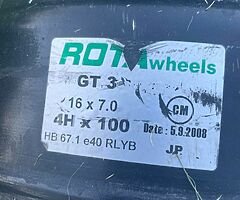 ROTA wheels
GT 3
16 x 7.0
CM
4H x 100 Date : 5.9.2008
HB 67.1 e40 RLYB JP